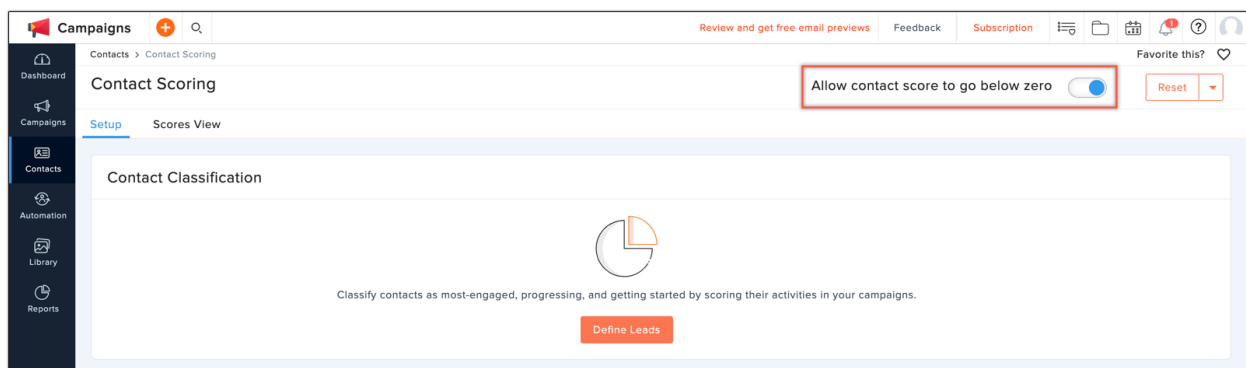 Campaigns
Review and get free email previews
Feedback
Subscription
1
Dashboard
Campaigns
Contacts
Automation
Library
Reports
Contacts > Contact Scoring
Favorite this?
Contact Scoring
Allow contact score to go below zero
Reset
Setup
Scores View
Contact Classification
Classify contacts as most-engaged, progressing, and getting started by scoring their activities in your campaigns.
Define Leads